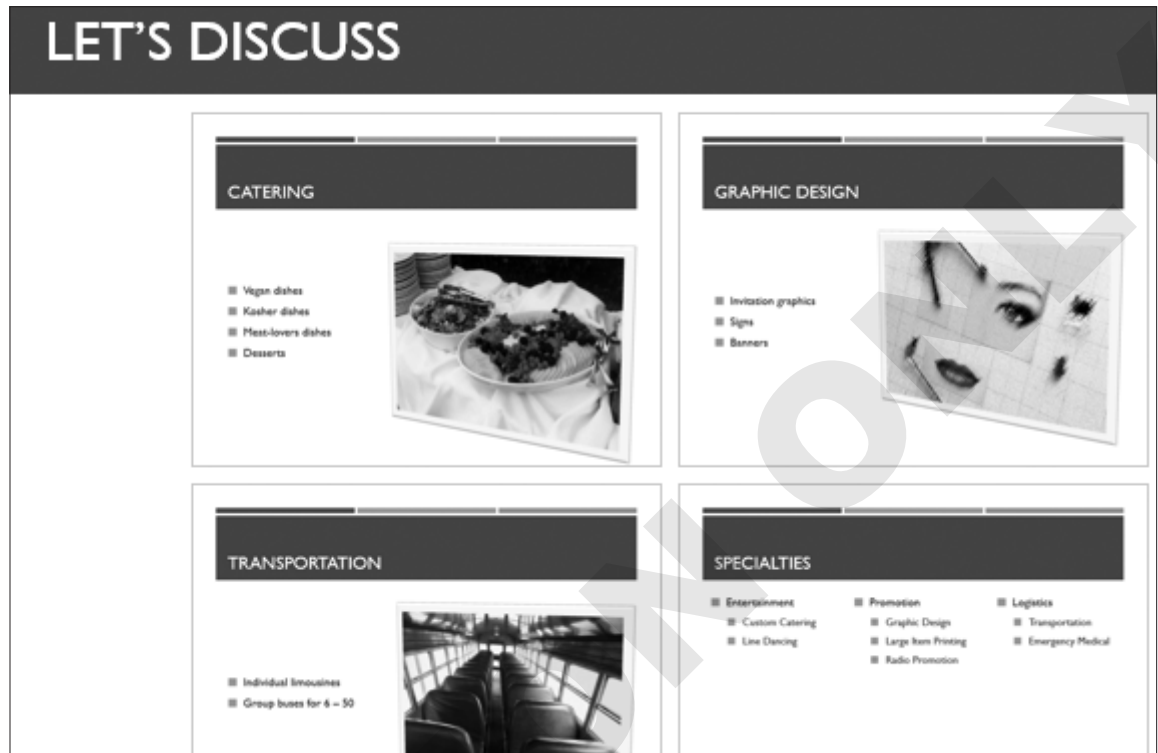 LET'S DISCUSS
CATERING
Vegan dishes
Kosher dishes
Meat-lovers dishes
Desserts
GRAPHIC DESIGN
Invitation graphics
Signs
Banners
TRANSPORTATION
Individual limousines
Group buses for 6 – 50
SPECIALTIES
Entertainment
Custom Catering
Line Dancing
Promotion
Graphic Design
Large Item Printing
Radio Promotion
Logistics
Transportation
Emergency Medical
N ONLY